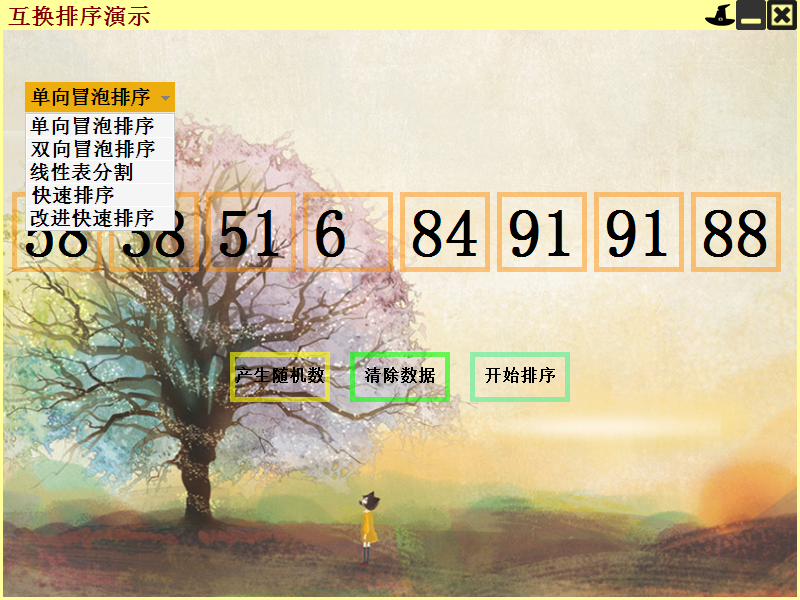 互换排序演示
单向冒泡排序
单向冒泡排序
双向冒泡排序
线性表分割
快速排序
改进快速排序
58 38 51 6 84 91 91 88
产生随机数 清除数据 开始排序